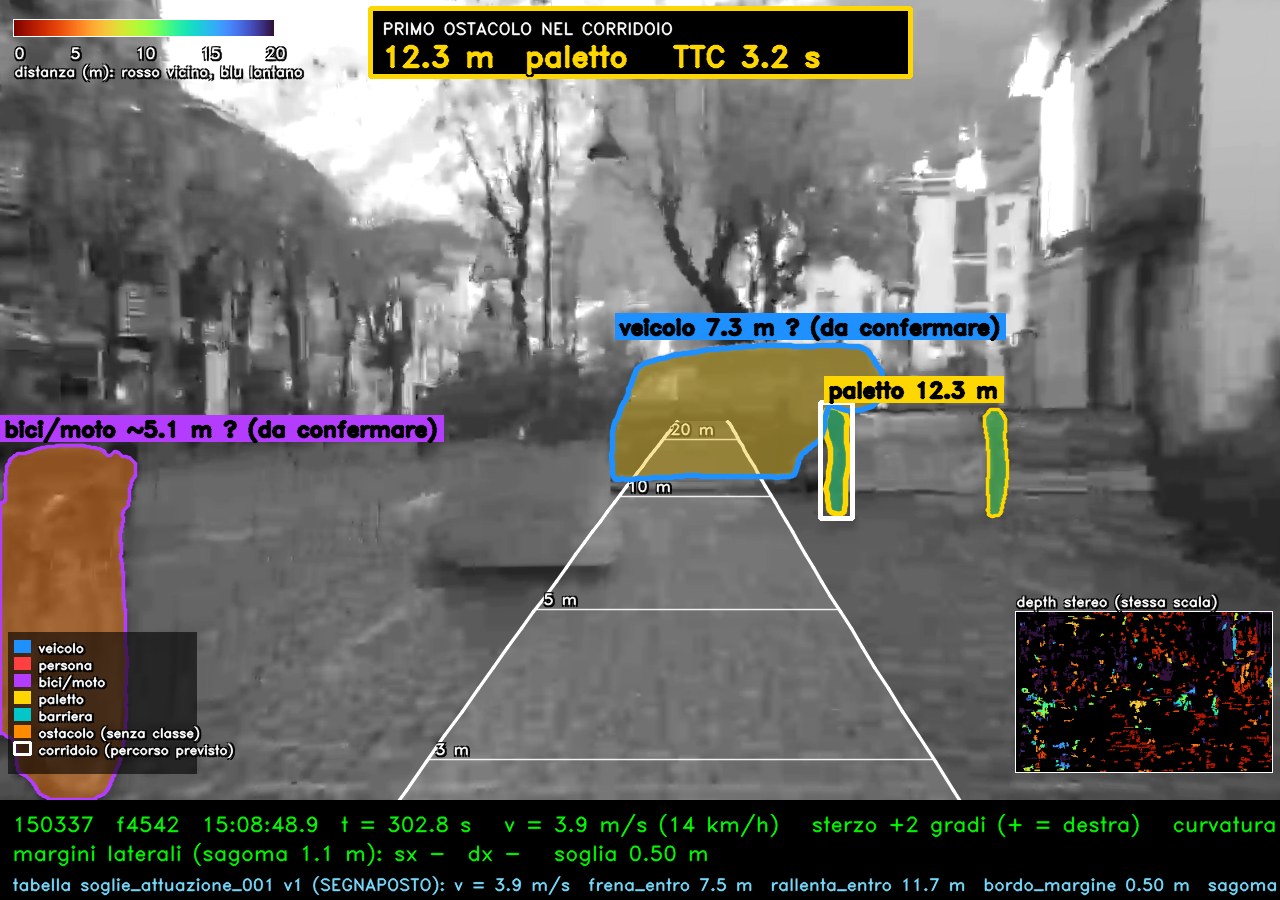 PRIMO OSTACOLO NEL CORRIDOIO
12.3 m paletto TTC 3.2 s
0 5 10 15 20
distanza (m): rosso vicino, blu lontano
veicolo 7.3 m ? (da confermare)
paletto 12.3 m
bici/moto ~5.1 m ? (da confermare)
20 m
10 m
5 m
3 m
depth stereo (stessa scala)
veicolo
persona
bici/moto
paletto
barriera
ostacolo (senza classe)
corridoio (percorso previsto)
150337 f4542 15:08:48.9 t = 302.8 s v = 3.9 m/s (14 km/h) sterzo +2 gradi (+ = destra) curvatura
margini laterali (sagoma 1.1 m): sx - dx - soglia 0.50 m
tabella soglie_attuazione_001 v1 (SEGNAPOSTO): v = 3.9 m/s frena_entro 7.5 m rallenta_entro 11.7 m bordo_margine 0.50 m sagoma